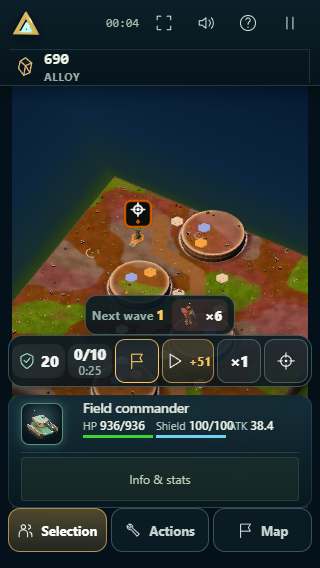 00:04
690
ALLOY
Next wave 1 ×6
20 0/10 +51 ×1
0:25
Field commander
HP 936/936 Shield 100/100 ATK 38.4
Info & stats
Selection Actions Map